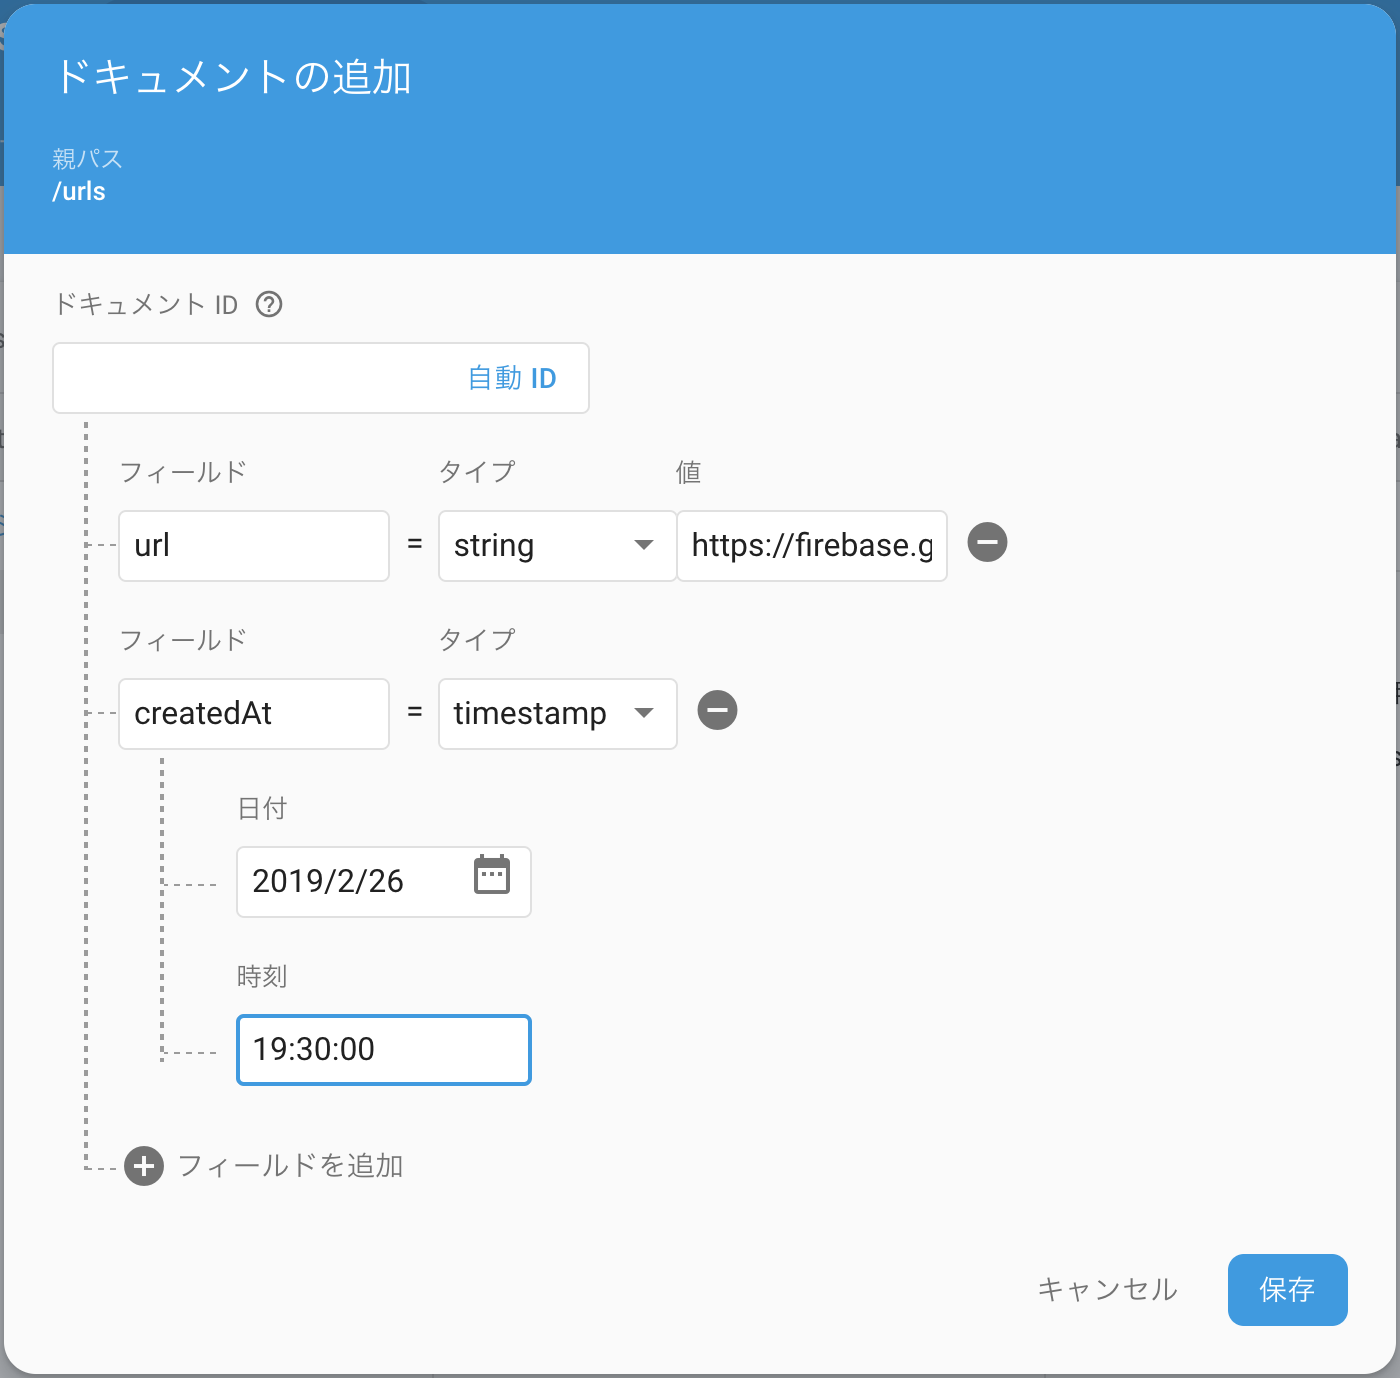 ドキュメントの追加
親パス
/urls
ドキュメント ID
自動 ID
フィールド タイプ 値
url = string https://firebase.g
フィールド タイプ
createdAt = timestamp
日付
2019/2/26
時刻
19:30:00
フィールドを追加
キャンセル 保存